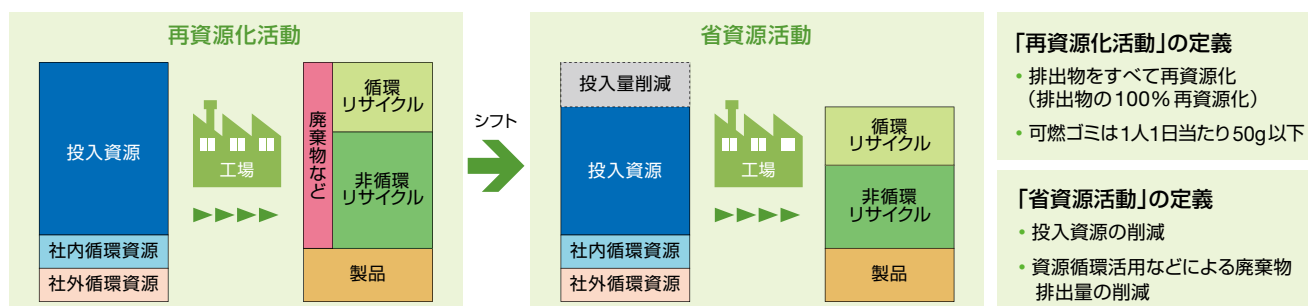 再資源化活動
投入資源
社内循環資源
社外循環資源
工場
廃棄物など
循環
リサイクル
非循環
リサイクル
製品
シフト
省資源活動
投入量削減
投入資源
社内循環資源
社外循環資源
工場
循環
リサイクル
非循環
リサイクル
製品
「再資源化活動」の定義
・排出物をすべて再資源化
（排出物の100％再資源化）
・可燃ゴミは1人1日当たり50g以下
「省資源活動」の定義
・投入資源の削減
・資源循環活用などによる廃棄物
排出量の削減